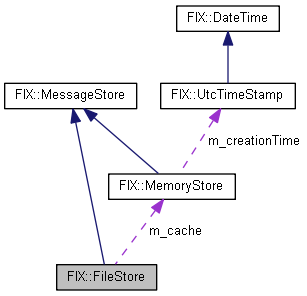 FIX::DateTime
FIX::MessageStore
FIX::UtcTimeStamp
m_creationTime
FIX::MemoryStore
m_cache
FIX::FileStore